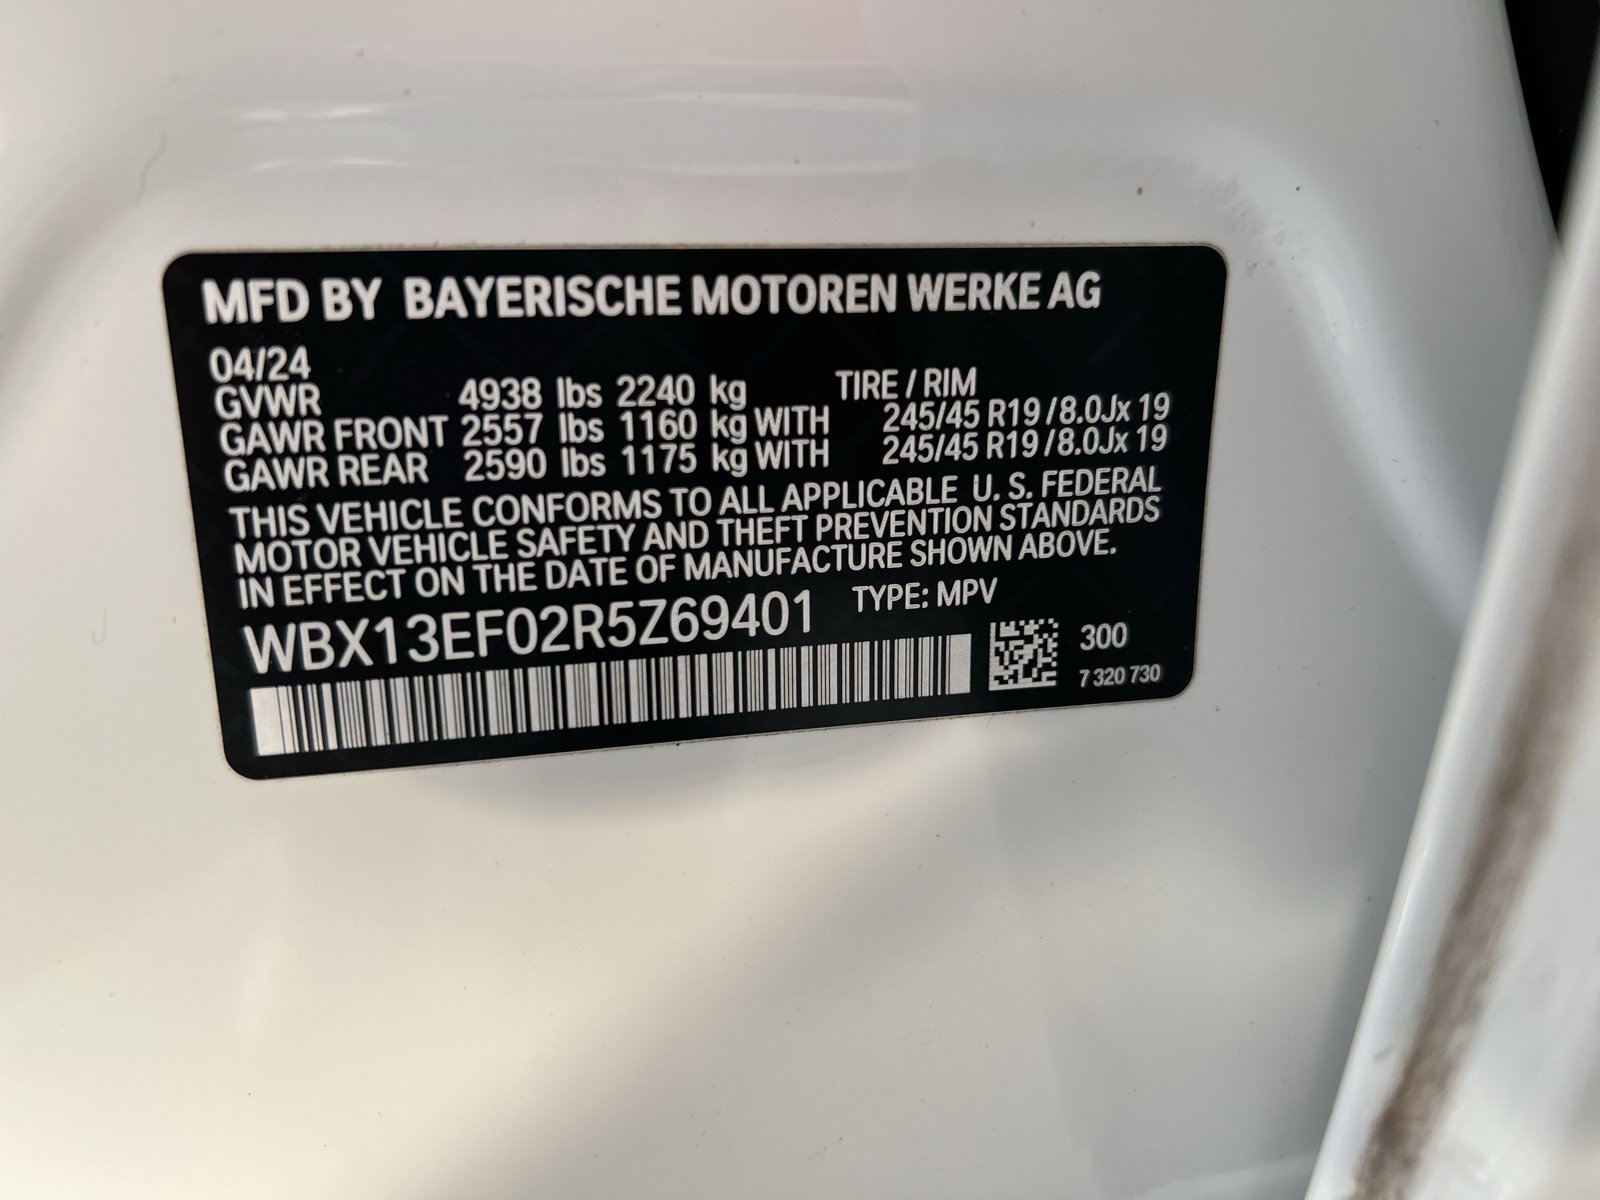 MFD BY BAYERISCHE MOTOREN WERKE AG
04/24
GVWR 4938 lbs 2240 kg TIRE / RIM
GAWR FRONT 2557 lbs 1160 kg WITH 245/45 R19 /8.0Jx 19
GAWR REAR 2590 lbs 1175 kg WITH 245/45 R19 /8.0Jx 19
THIS VEHICLE CONFORMS TO ALL APPLICABLE U. S. FEDERAL
MOTOR VEHICLE SAFETY AND THEFT PREVENTION STANDARDS
IN EFFECT ON THE DATE OF MANUFACTURE SHOWN ABOVE.
WBX13EF02R5Z69401 TYPE: MPV
300
7 320 730